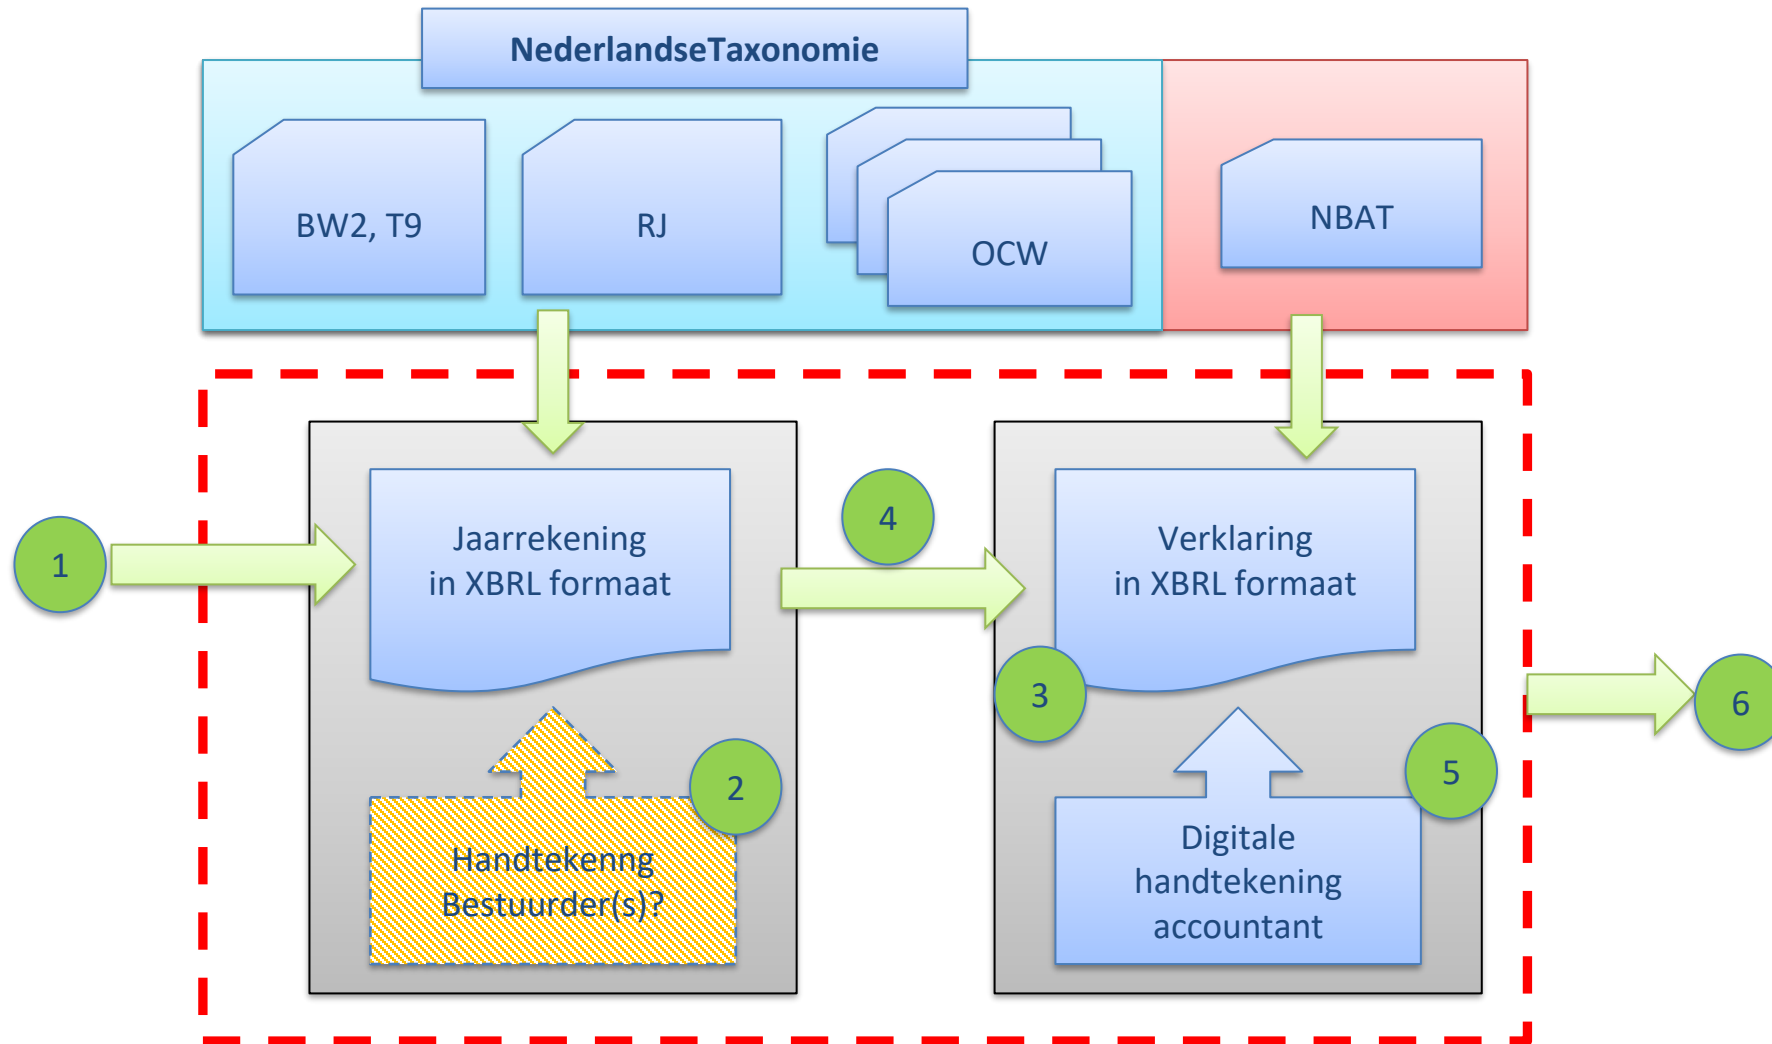 NederlandseTaxonomie
BW2, T9
RJ
OCW
NBAT
1
Jaarrekening
in XBRL formaat
4
Verklaring
in XBRL formaat
3
6
2
5
Handtekenng
Bestuurder(s)?
Digitale
handtekening
accountant